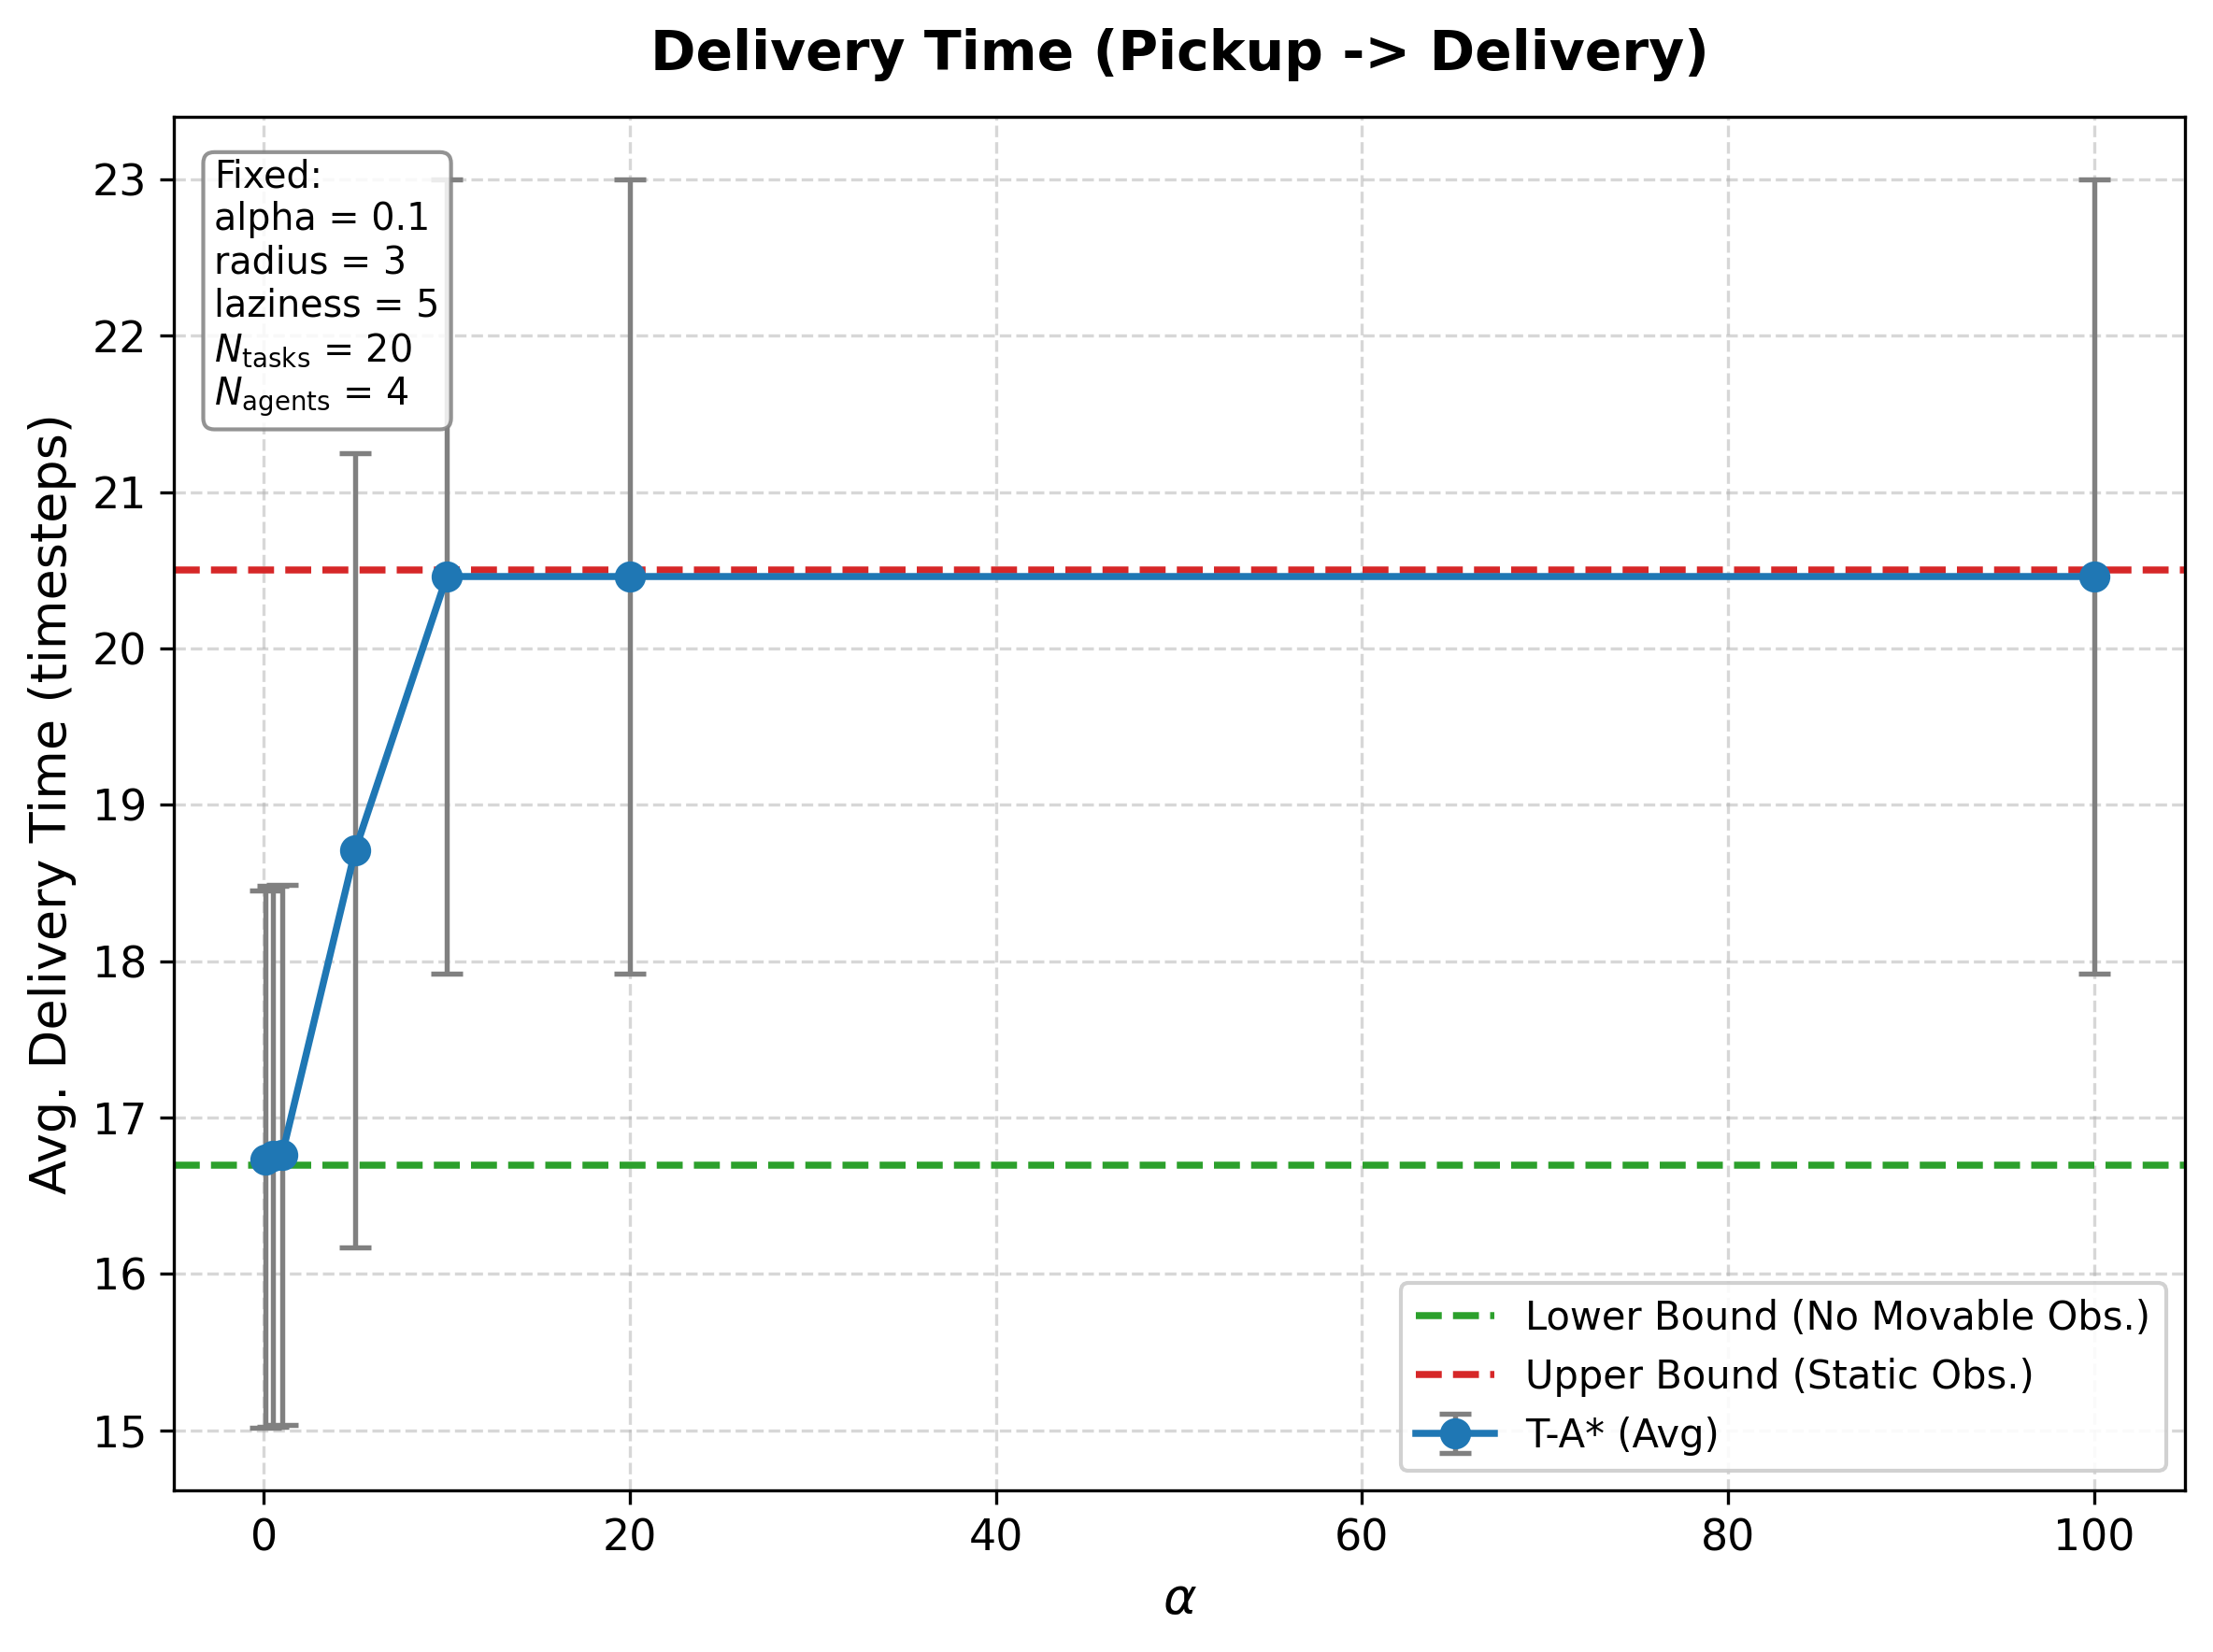 Delivery Time (Pickup -> Delivery)
Fixed:
alpha = 0.1
radius = 3
laziness = 5
N_tasks = 20
N_agents = 4
Avg. Delivery Time (timesteps)
23
22
21
20
19
18
17
16
15
Lower Bound (No Movable Obs.)
Upper Bound (Static Obs.)
T-A* (Avg)
0 20 40 60 80 100
α